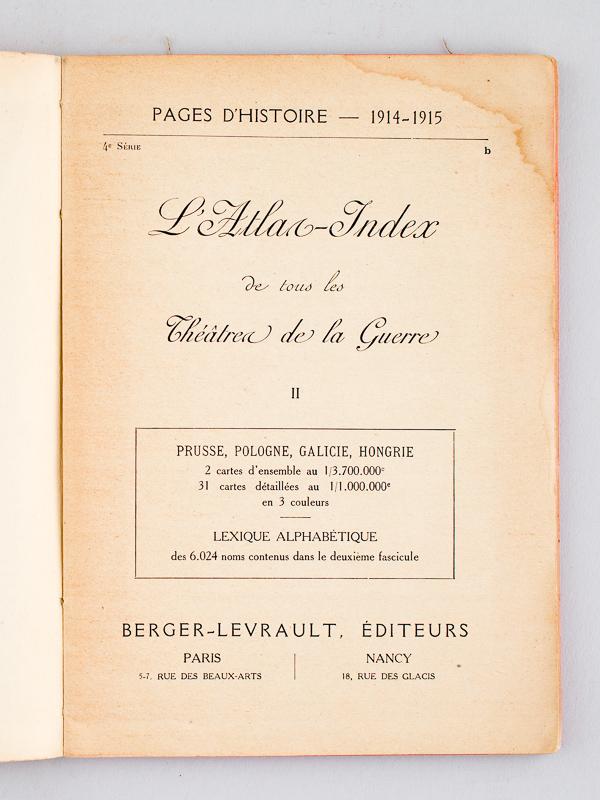 PAGES D'HISTOIRE — 1914-1915
4e SÉRIE b
L'Atlas-Index
de tous les
Théâtres de la Guerre
II
PRUSSE, POLOGNE, GALICIE, HONGRIE
2 cartes d'ensemble au 1/3.700.000e
31 cartes détaillées au 1/1.000.000e
en 3 couleurs
LEXIQUE ALPHABÉTIQUE
des 6.024 noms contenus dans le deuxième fascicule
BERGER-LEVRAULT, ÉDITEURS
PARIS NANCY
5-7, RUE DES BEAUX-ARTS 18, RUE DES GLACIS